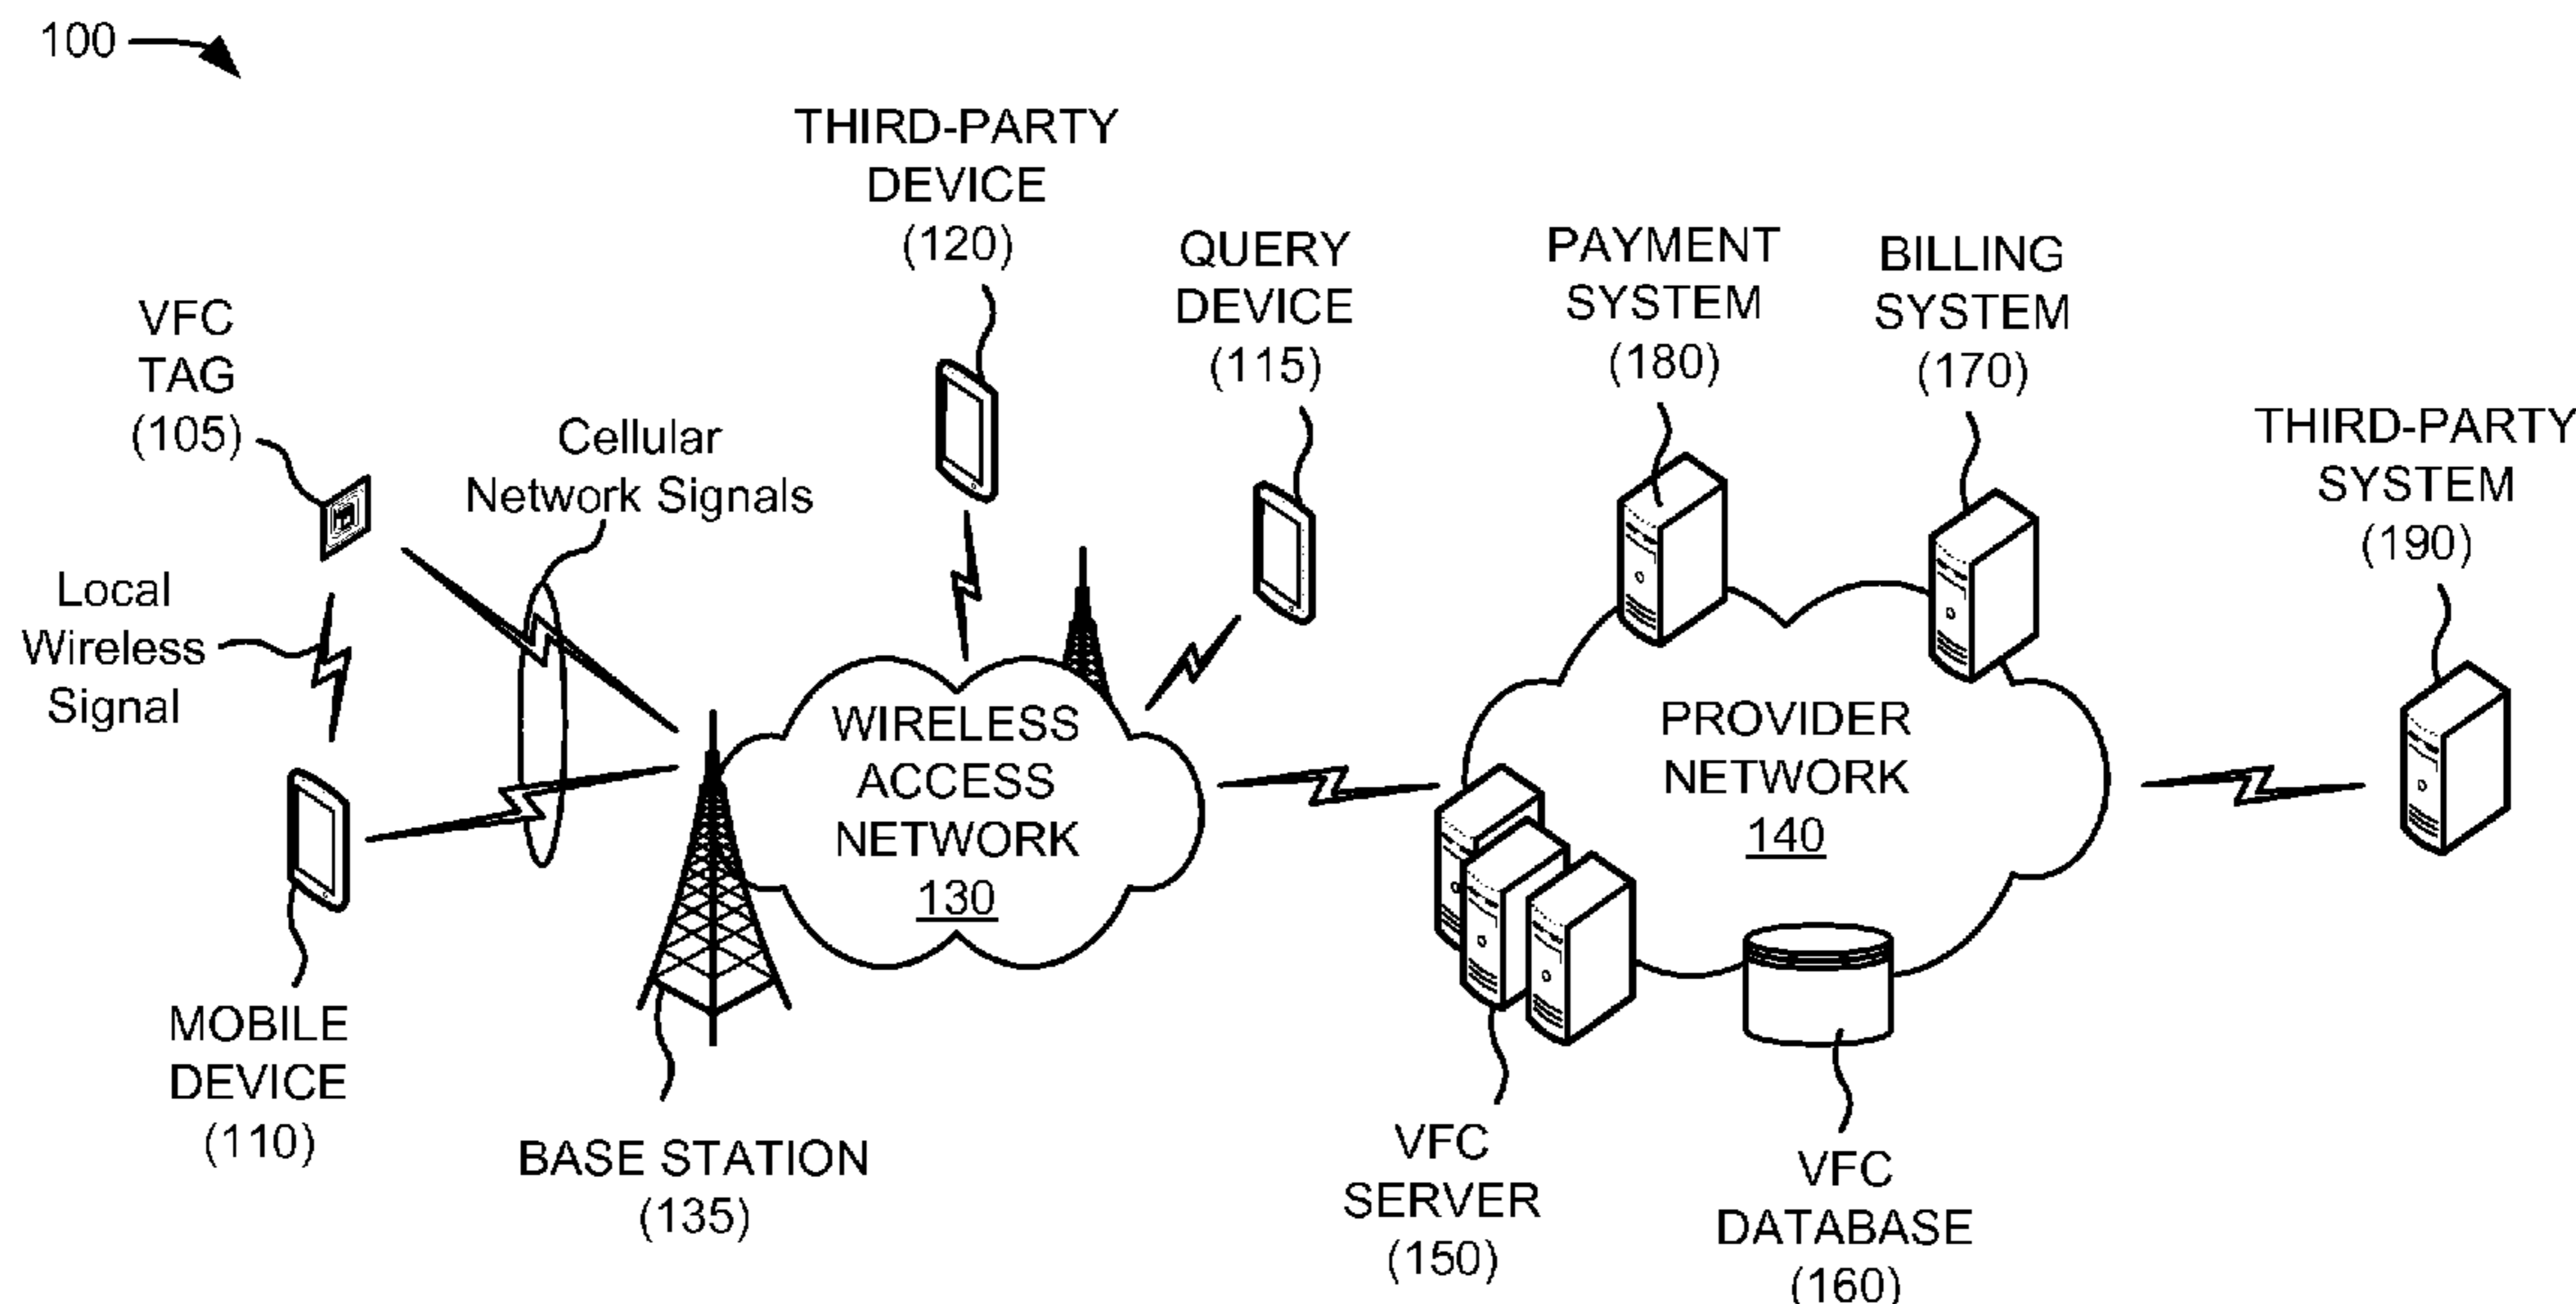 100
THIRD-PARTY
DEVICE
(120)
QUERY
DEVICE
(115)
PAYMENT
SYSTEM
(180)
BILLING
SYSTEM
(170)
THIRD-PARTY
SYSTEM
(190)
VFC
TAG
(105)
Cellular
Network Signals
Local
Wireless
Signal
WIRELESS
ACCESS
NETWORK
130
PROVIDER
NETWORK
140
MOBILE
DEVICE
(110)
BASE STATION
(135)
VFC
SERVER
(150)
VFC
DATABASE
(160)